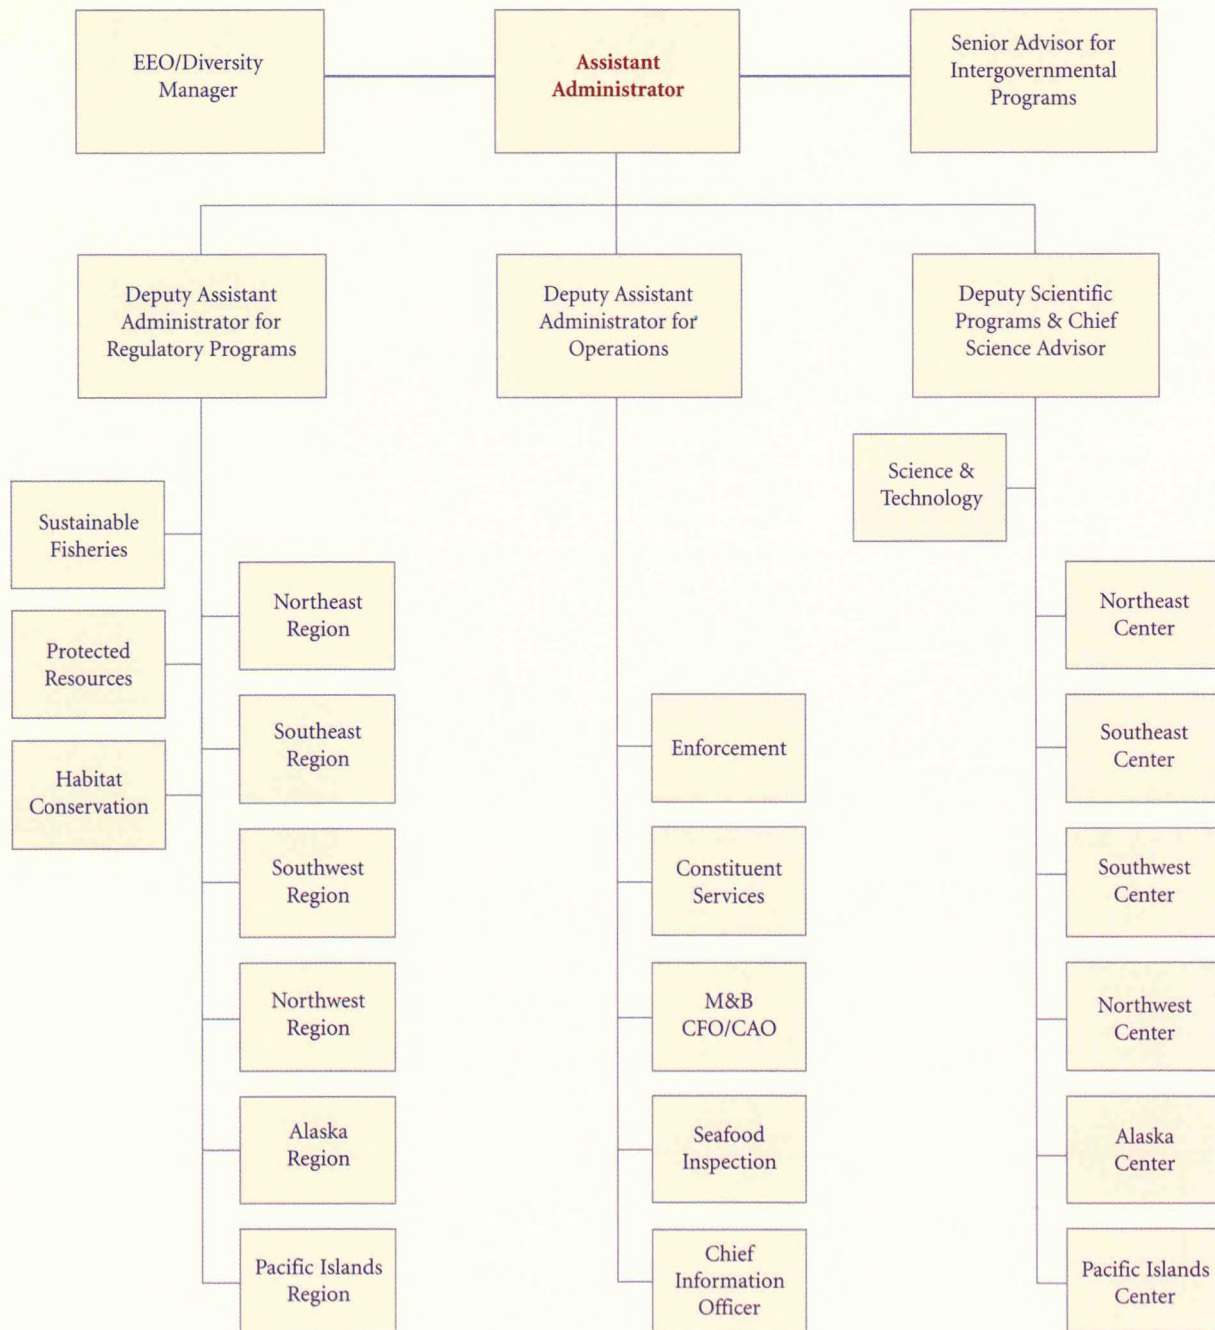 EEO/Diversity
Manager
Assistant
Administrator
Senior Advisor for
Intergovernmental
Programs
Deputy Assistant
Administrator for
Regulatory Programs
Deputy Assistant
Administrator for
Operations
Deputy Scientific
Programs & Chief
Science Advisor
Sustainable
Fisheries
Protected
Resources
Habitat
Conservation
Northeast
Region
Southeast
Region
Southwest
Region
Northwest
Region
Alaska
Region
Pacific Islands
Region
Enforcement
Constituent
Services
M&B
CFO/CAO
Seafood
Inspection
Chief
Information
Officer
Science &
Technology
Northeast
Center
Southeast
Center
Southwest
Center
Northwest
Center
Alaska
Center
Pacific Islands
Center